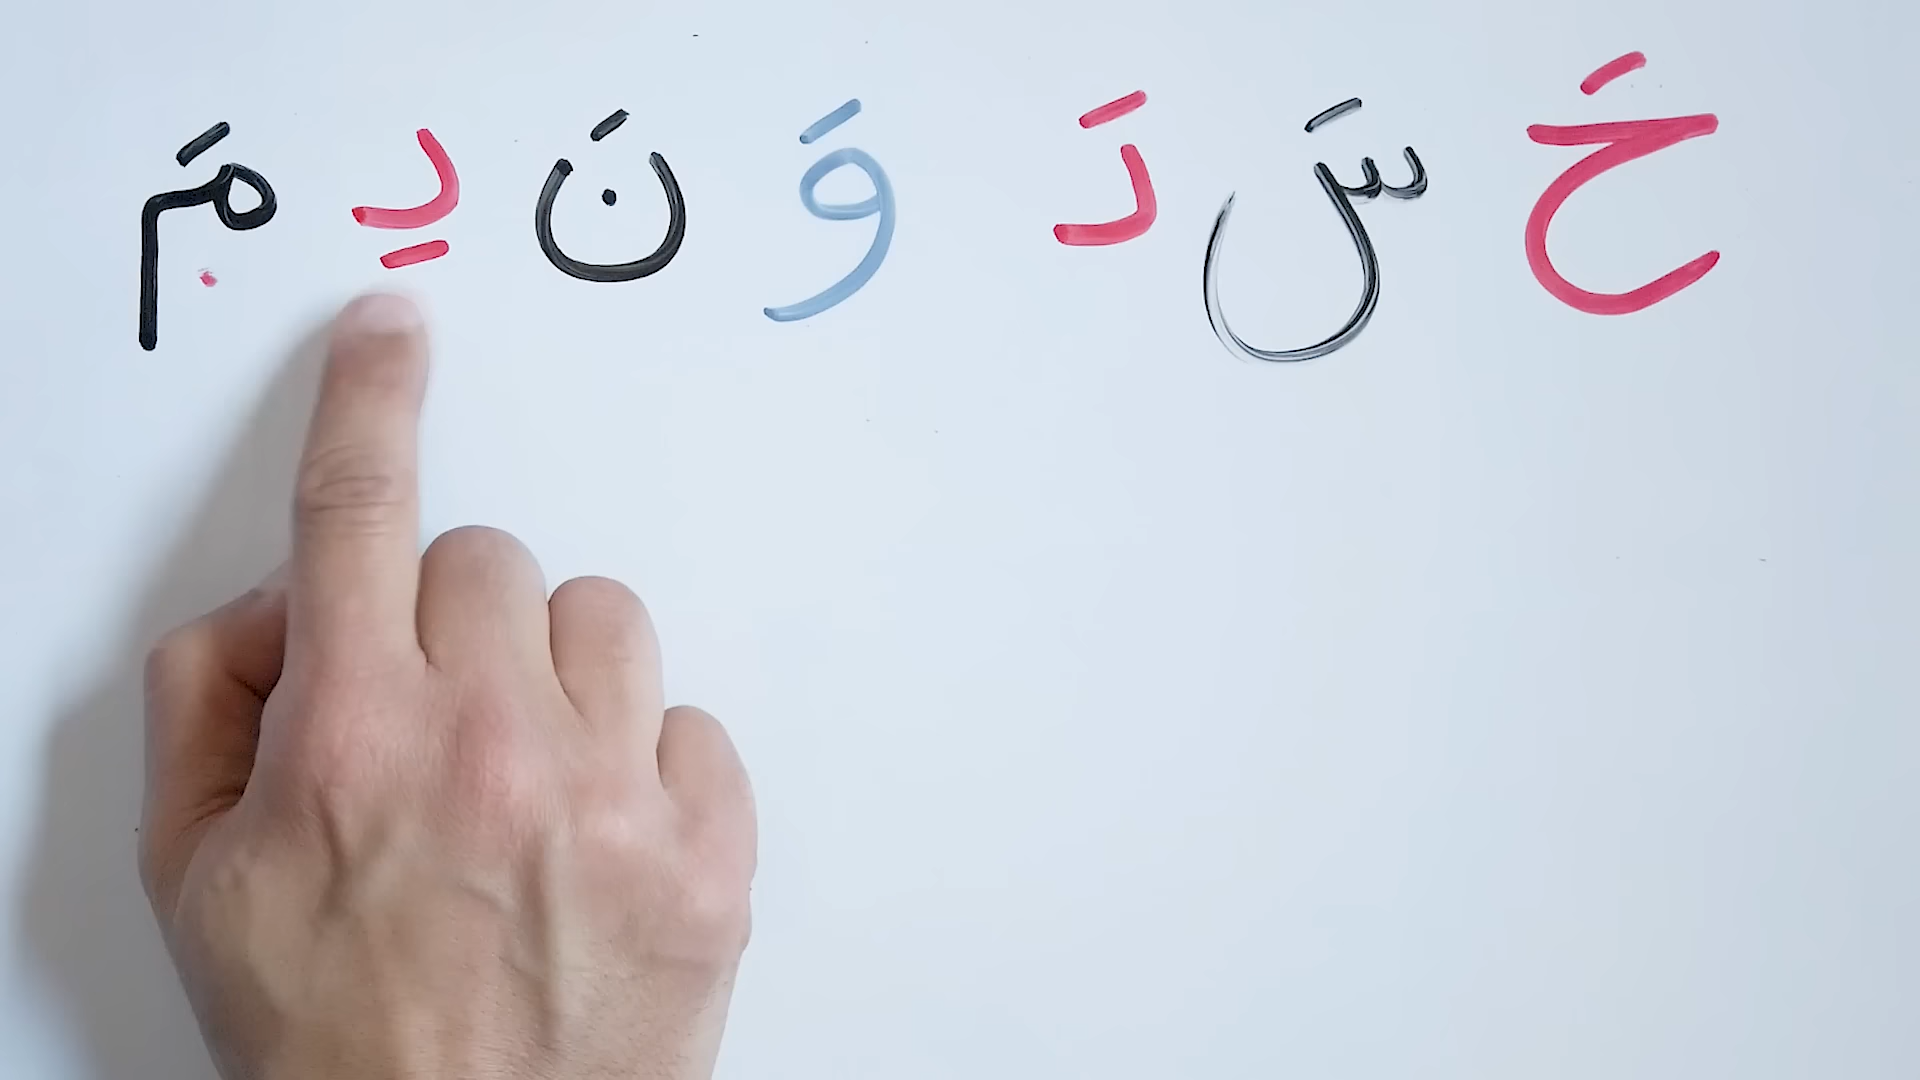 حَ سَ دَ وَ نَ دِ مَ